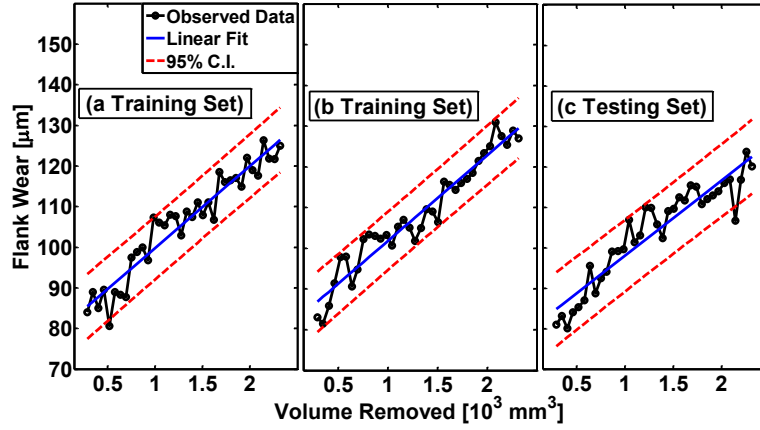 Observed Data
Linear Fit
95% C.I.
(a Training Set)
(b Training Set)
(c Testing Set)
Flank Wear [μm]
150
140
130
120
110
100
90
80
70
0.5 1 1.5 2
0.5 1 1.5 2
0.5 1 1.5 2
Volume Removed [10³ mm³]